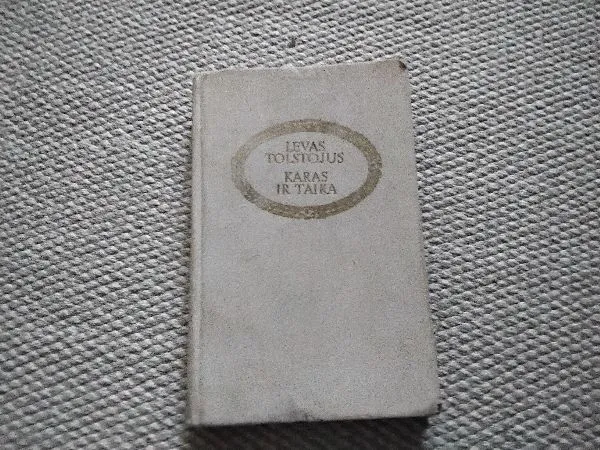 LEVAS
TOLSTOJUS
KARAS
IR TAIKA